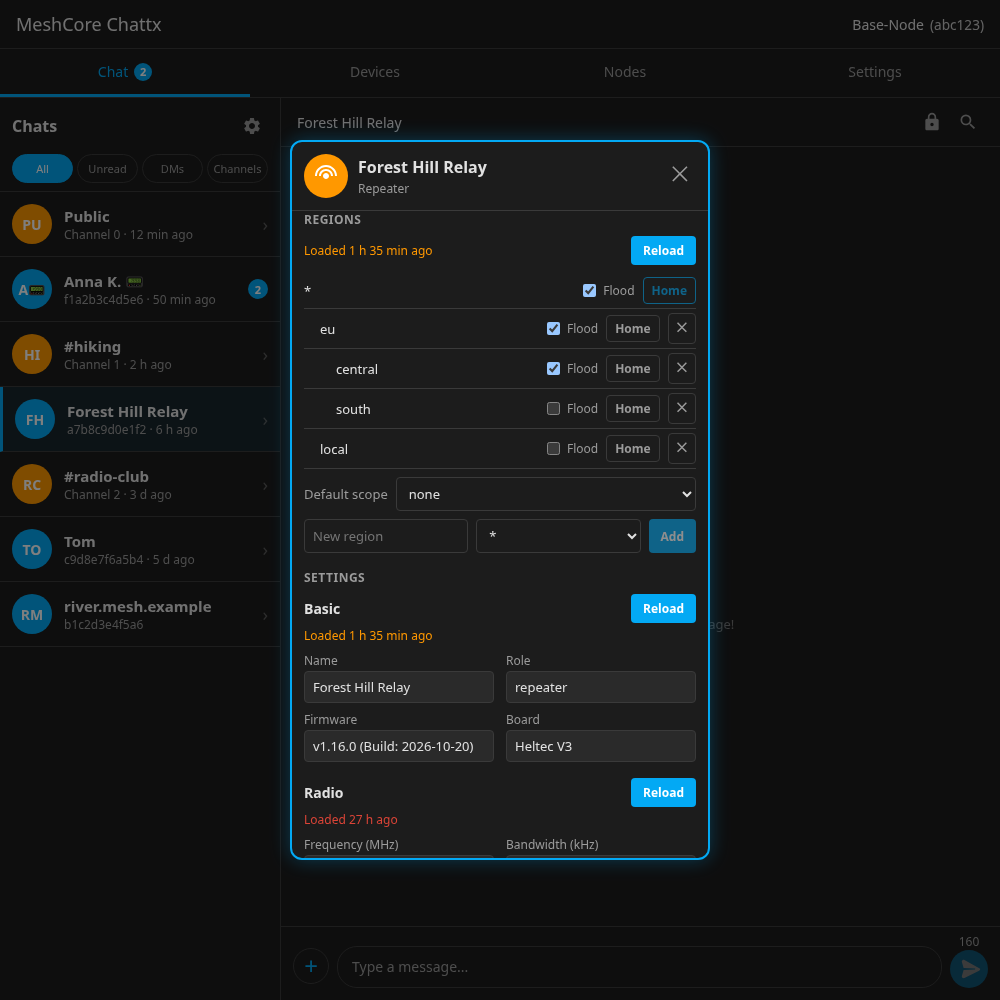 MeshCore Chattx
Base-Node (abc123)
Chat 2
Devices
Nodes
Settings
Chats
All
Unread
DMs
Channels
PU
Public
Channel 0 · 12 min ago
A
Anna K.
f1a2b3c4d5e6 · 50 min ago
2
HI
#hiking
Channel 1 · 2 h ago
FH
Forest Hill Relay
a7b8c9d0e1f2 · 6 h ago
RC
#radio-club
Channel 2 · 3 d ago
TO
Tom
c9d8e7f6a5b4 · 5 d ago
RM
river.mesh.example
b1c2d3e4f5a6
Forest Hill Relay
Forest Hill Relay
Repeater
REGIONS
Loaded 1 h 35 min ago
Reload
* Flood Home
eu Flood Home
central Flood Home
south Flood Home
local Flood Home
Default scope none
New region * Add
SETTINGS
Basic Reload
Loaded 1 h 35 min ago
Name Role
Forest Hill Relay repeater
Firmware Board
v1.16.0 (Build: 2026-10-20) Heltec V3
Radio Reload
Loaded 27 h ago
Frequency (MHz) Bandwidth (kHz)
160
Type a message...